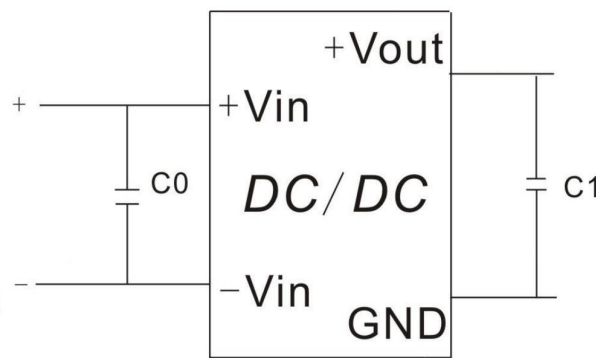 +Vout
+
+Vin
C0
DC/DC
C1
-
-Vin
GND